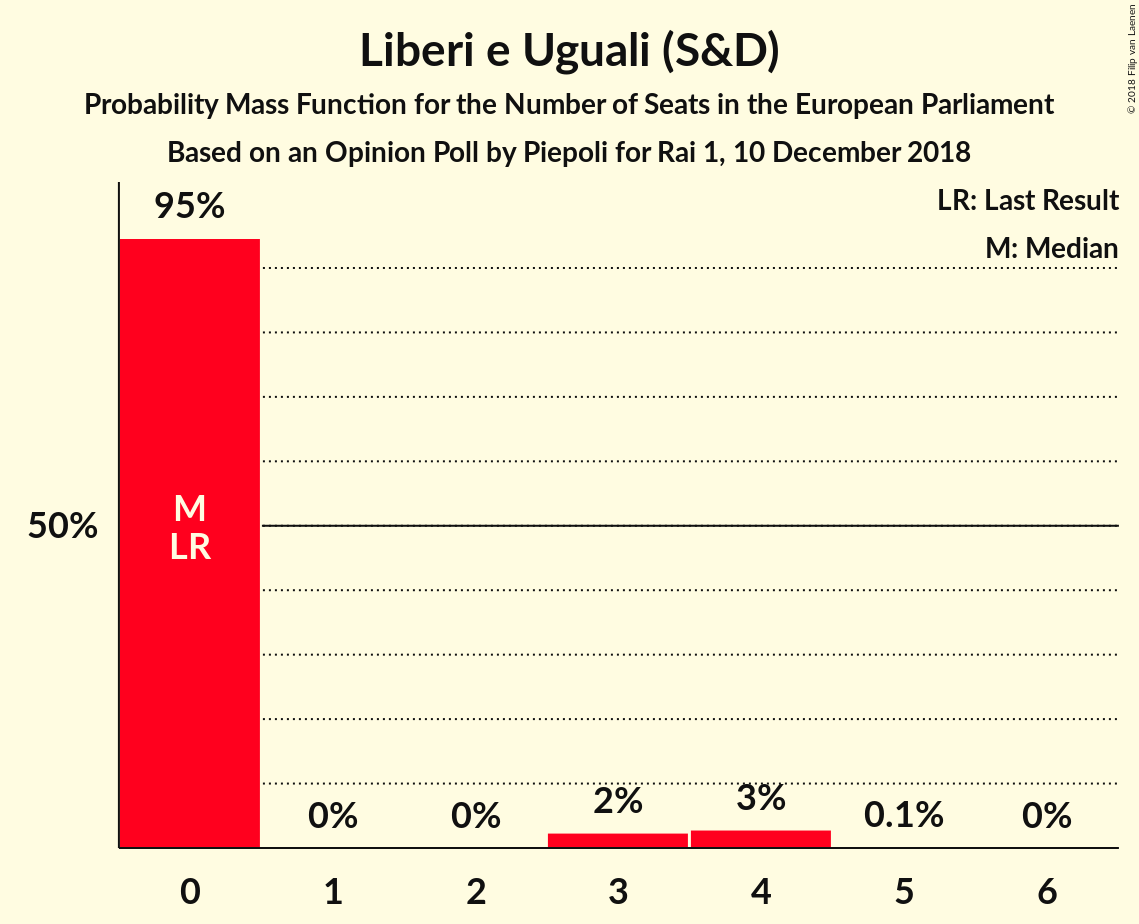 Liberi e Uguali (S&D)
Probability Mass Function for the Number of Seats in the European Parliament
Based on an Opinion Poll by Piepoli for Rai 1, 10 December 2018
© 2018 Filip van Laenen
LR: Last Result
M: Median
95%
50%
M
LR
0%
0%
2%
3%
0.1%
0%
0
1
2
3
4
5
6